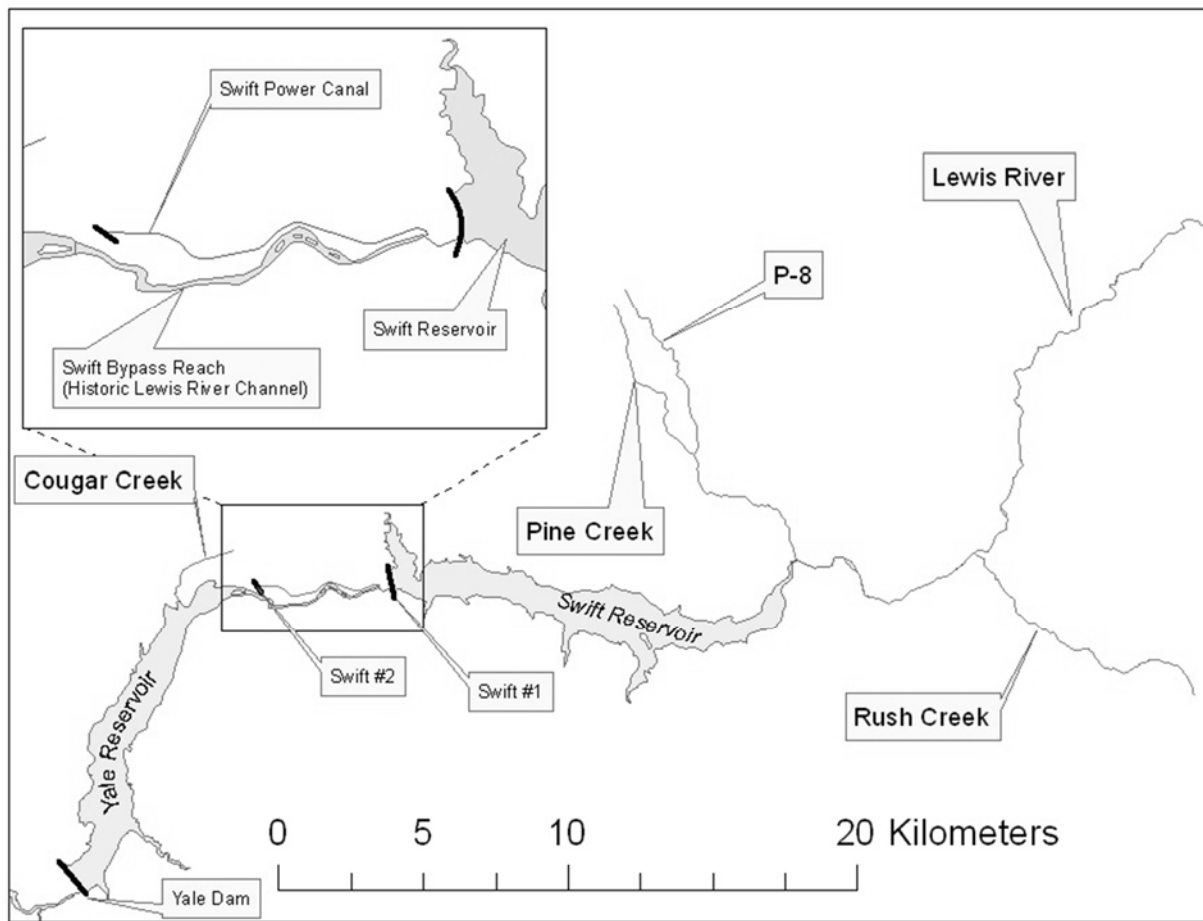 Swift Power Canal
Swift Reservoir
Swift Bypass Reach
(Historic Lewis River Channel)
Lewis River
P-8
Cougar Creek
Pine Creek
Swift Reservoir
Swift #2
Swift #1
Rush Creek
Yale Reservoir
0 5 10 20 Kilometers
Yale Dam